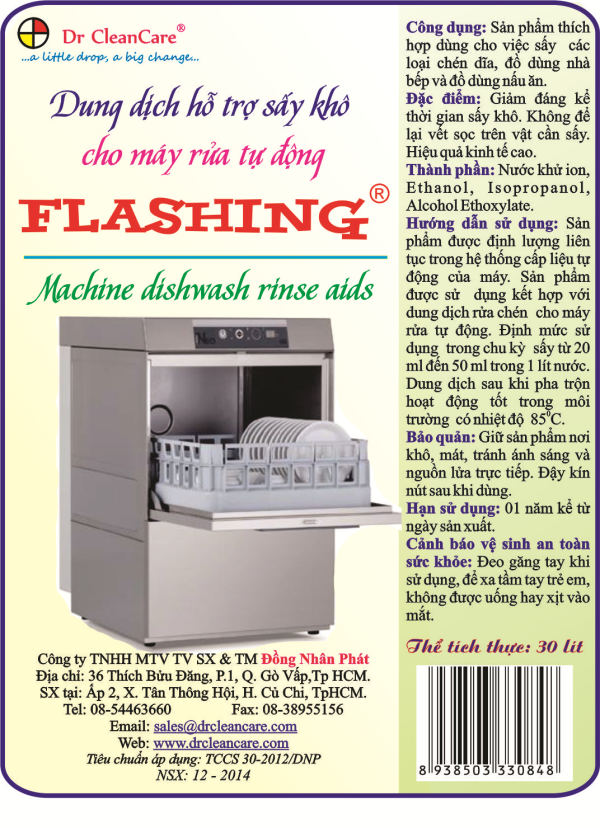 Dr CleanCare®
...a little drop, a big change...
Dung dịch hỗ trợ sấy khô
cho máy rửa tự động
FLASHING®
Machine dishwash rinse aids
Công ty TNHH MTV TV SX & TM Đồng Nhân Phát
Địa chỉ: 36 Thích Bửu Đăng, P.1, Q. Gò Vấp,Tp HCM.
SX tại: Ấp 2, X. Tân Thông Hội, H. Củ Chi, TpHCM.
Tel: 08-54463660 Fax: 08-38955156
Email: sales@drcleancare.com
Web: www.drcleancare.com
Tiêu chuẩn áp dụng: TCCS 30-2012/DNP
NSX: 12 - 2014
Công dụng: Sản phẩm thích
hợp dùng cho việc sấy các
loại chén dĩa, đồ dùng nhà
bếp và đồ dùng nấu ăn.
Đặc điểm: Giảm đáng kể
thời gian sấy khô. Không để
lại vết sọc trên vật cần sấy.
Hiệu quả kinh tế cao.
Thành phần: Nước khử ion,
Ethanol, Isopropanol,
Alcohol Ethoxylate.
Hướng dẫn sử dụng: Sản
phẩm được định lượng liên
tục trong hệ thống cấp liệu tự
động của máy. Sản phẩm
được sử dụng kết hợp với
dung dịch rửa chén cho máy
rửa tự động. Định mức sử
dụng trong chu kỳ sấy từ 20
ml đến 50 ml trong 1 lít nước.
Dung dịch sau khi pha trộn
hoạt động tốt trong môi
trường có nhiệt độ 85⁰C.
Bảo quản: Giữ sản phẩm nơi
khô, mát, tránh ánh sáng và
nguồn lửa trực tiếp. Đậy kín
nút sau khi dùng.
Hạn sử dụng: 01 năm kể từ
ngày sản xuất.
Cảnh báo vệ sinh an toàn
sức khỏe: Đeo găng tay khi
sử dụng, để xa tầm tay trẻ em,
không được uống hay xịt vào
mắt.
Thể tích thực: 30 lít
8 938503 330848